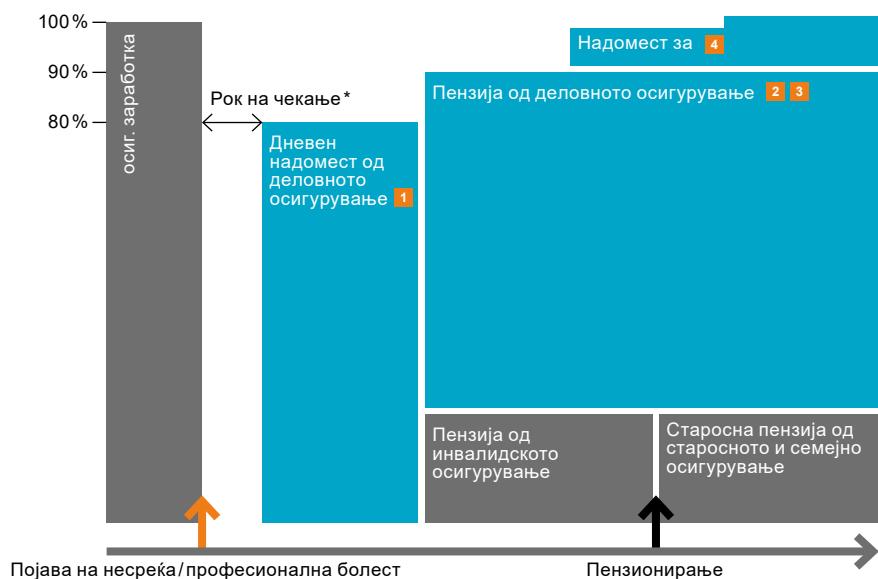 100 %
90 %
80 %
осиг. заработка
Рок на чекање *
Дневен
надомест од
деловното
осигурување 1
Надомест за 4
Пензија од деловното осигурување 2 3
Пензија од
инвалидското
осигурување
Старосна пензија од
старосното и семејно
осигурување
Појава на несреќа / професионална болест
Пензионирање